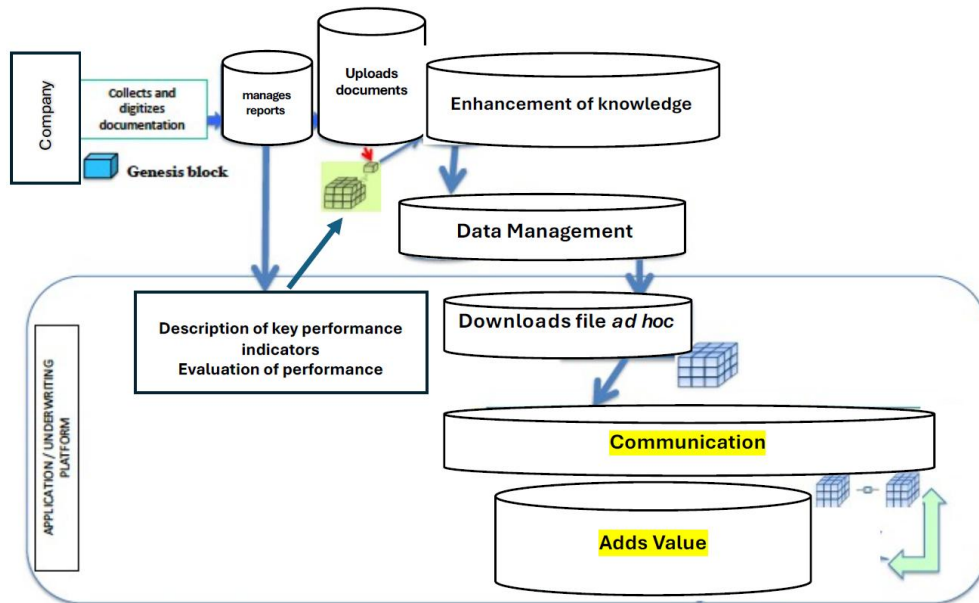 Company
Collects and
digitizes
documentation
Genesis block
manages
reports
Uploads
documents
Enhancement of knowledge
Data Management
APPLICATION / UNDERWRITING
PLATFORM
Description of key performance
indicators
Evaluation of performance
Downloads file ad hoc
Communication
Adds Value